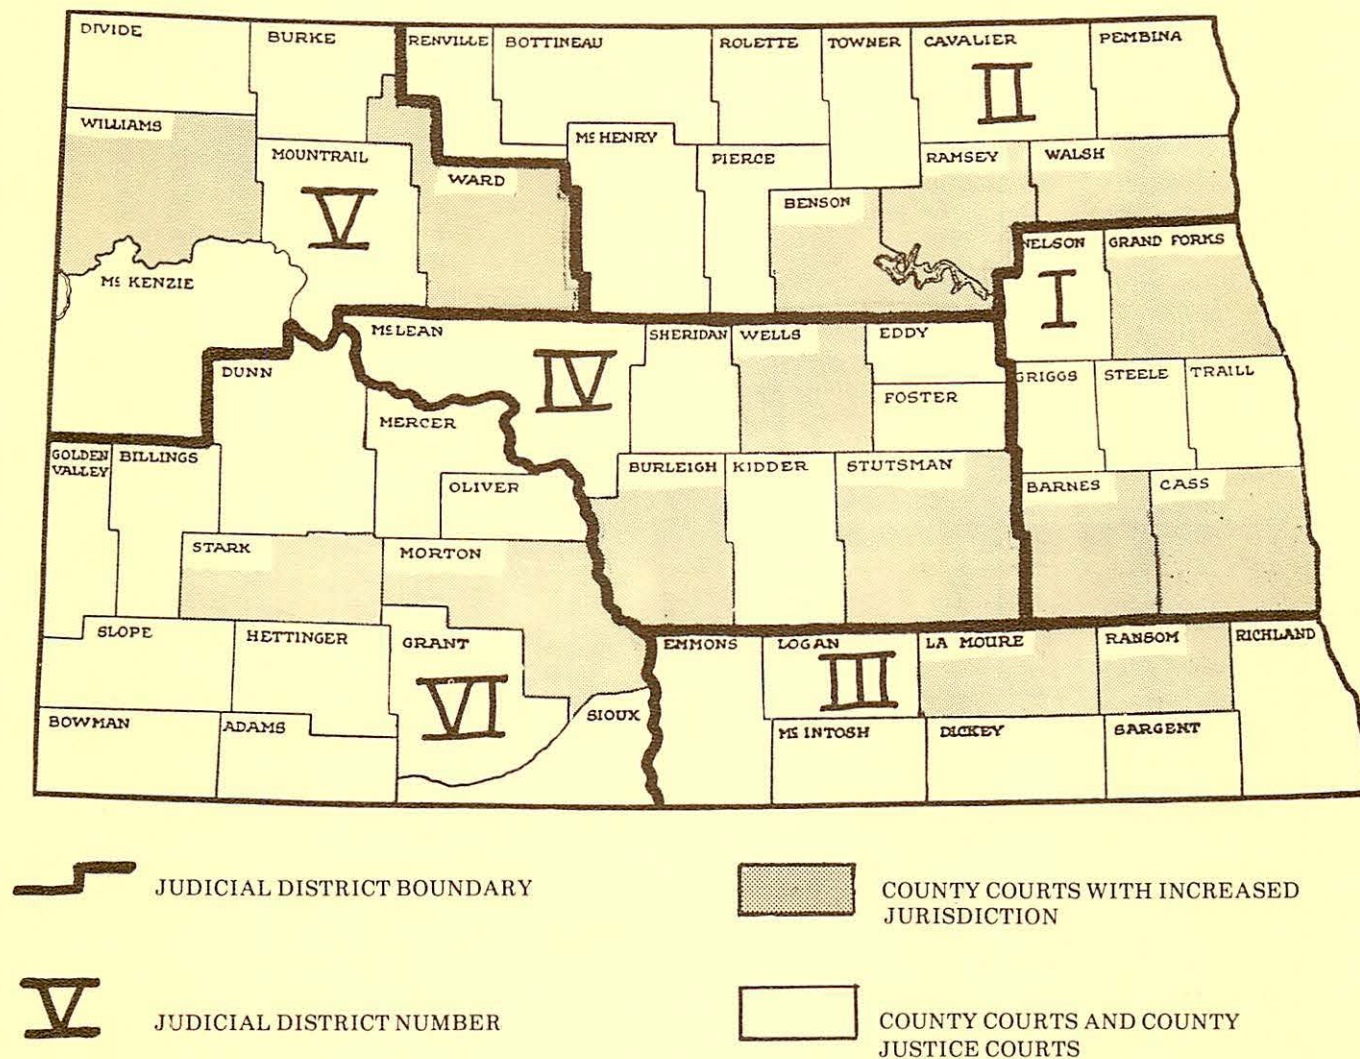 DIVIDE
BURKE
RENVILLE
BOTTINEAU
ROLETTE
TOWNER
CAVALIER
PEMBINA
II
WILLIAMS
MOUNTRAIL
WARD
McHENRY
PIERCE
RAMSEY
WALSH
BENSON
V
NELSON
GRAND FORKS
I
McKENZIE
McLEAN
SHERIDAN
WELLS
EDDY
IV
DUNN
GRIGGS
STEELE
TRAILL
FOSTER
MERCER
GOLDEN
VALLEY
BILLINGS
BURLEIGH
KIDDER
STUTSMAN
OLIVER
BARNES
CASS
STARK
MORTON
SLOPE
HETTINGER
GRANT
EMMONS
LOGAN
LA MOURE
RANSOM
RICHLAND
III
VI
SIOUX
BOWMAN
ADAMS
McINTOSH
DICKEY
SARGENT
JUDICIAL DISTRICT BOUNDARY
COUNTY COURTS WITH INCREASED
JURISDICTION
V
JUDICIAL DISTRICT NUMBER
COUNTY COURTS AND COUNTY
JUSTICE COURTS